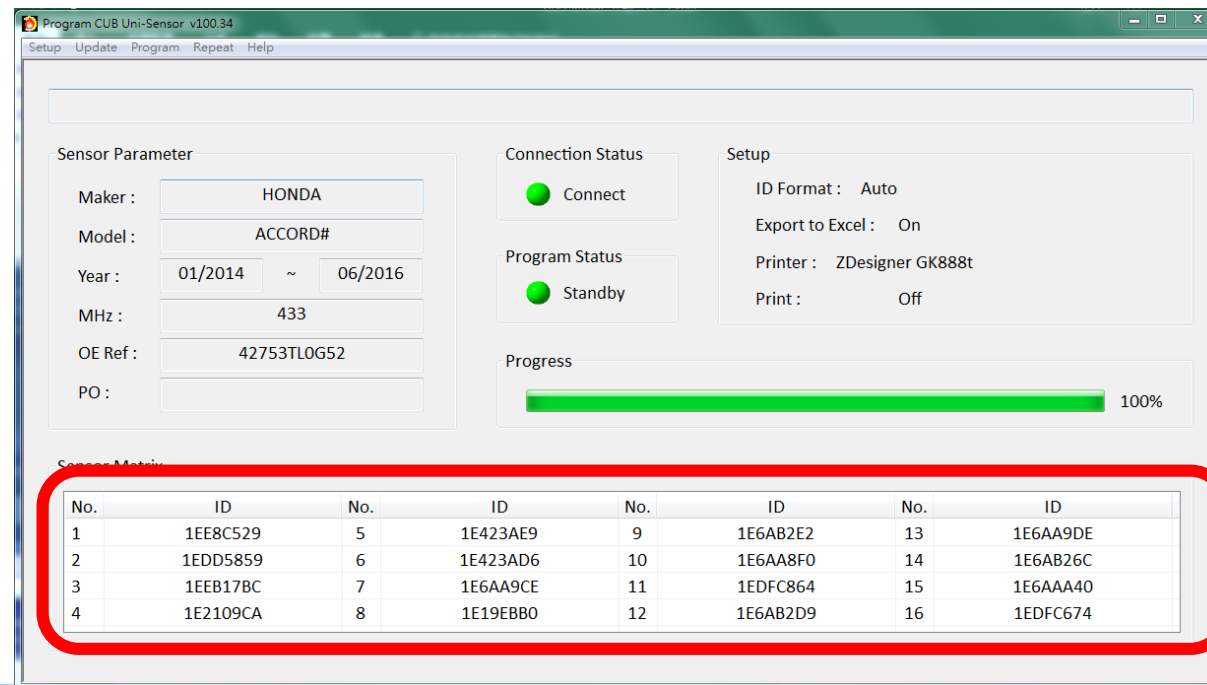 Program CUB Uni-Sensor v100.34
Setup Update Program Repeat Help
Sensor Parameter
Maker : HONDA
Model : ACCORD#
Year : 01/2014 ~ 06/2016
MHz : 433
OE Ref : 42753TL0G52
PO :
Connection Status
Connect
Program Status
Standby
Setup
ID Format : Auto
Export to Excel : On
Printer : ZDesigner GK888t
Print : Off
Progress
100%
Sensor Matrix
No. ID No. ID No. ID No. ID
1 1EE8C529 5 1E423AE9 9 1E6AB2E2 13 1E6AA9DE
2 1EDD5859 6 1E423AD6 10 1E6AA8F0 14 1E6AB26C
3 1EEB17BC 7 1E6AA9CE 11 1EDFC864 15 1E6AAA40
4 1E2109CA 8 1E19EBB0 12 1E6AB2D9 16 1EDFC674